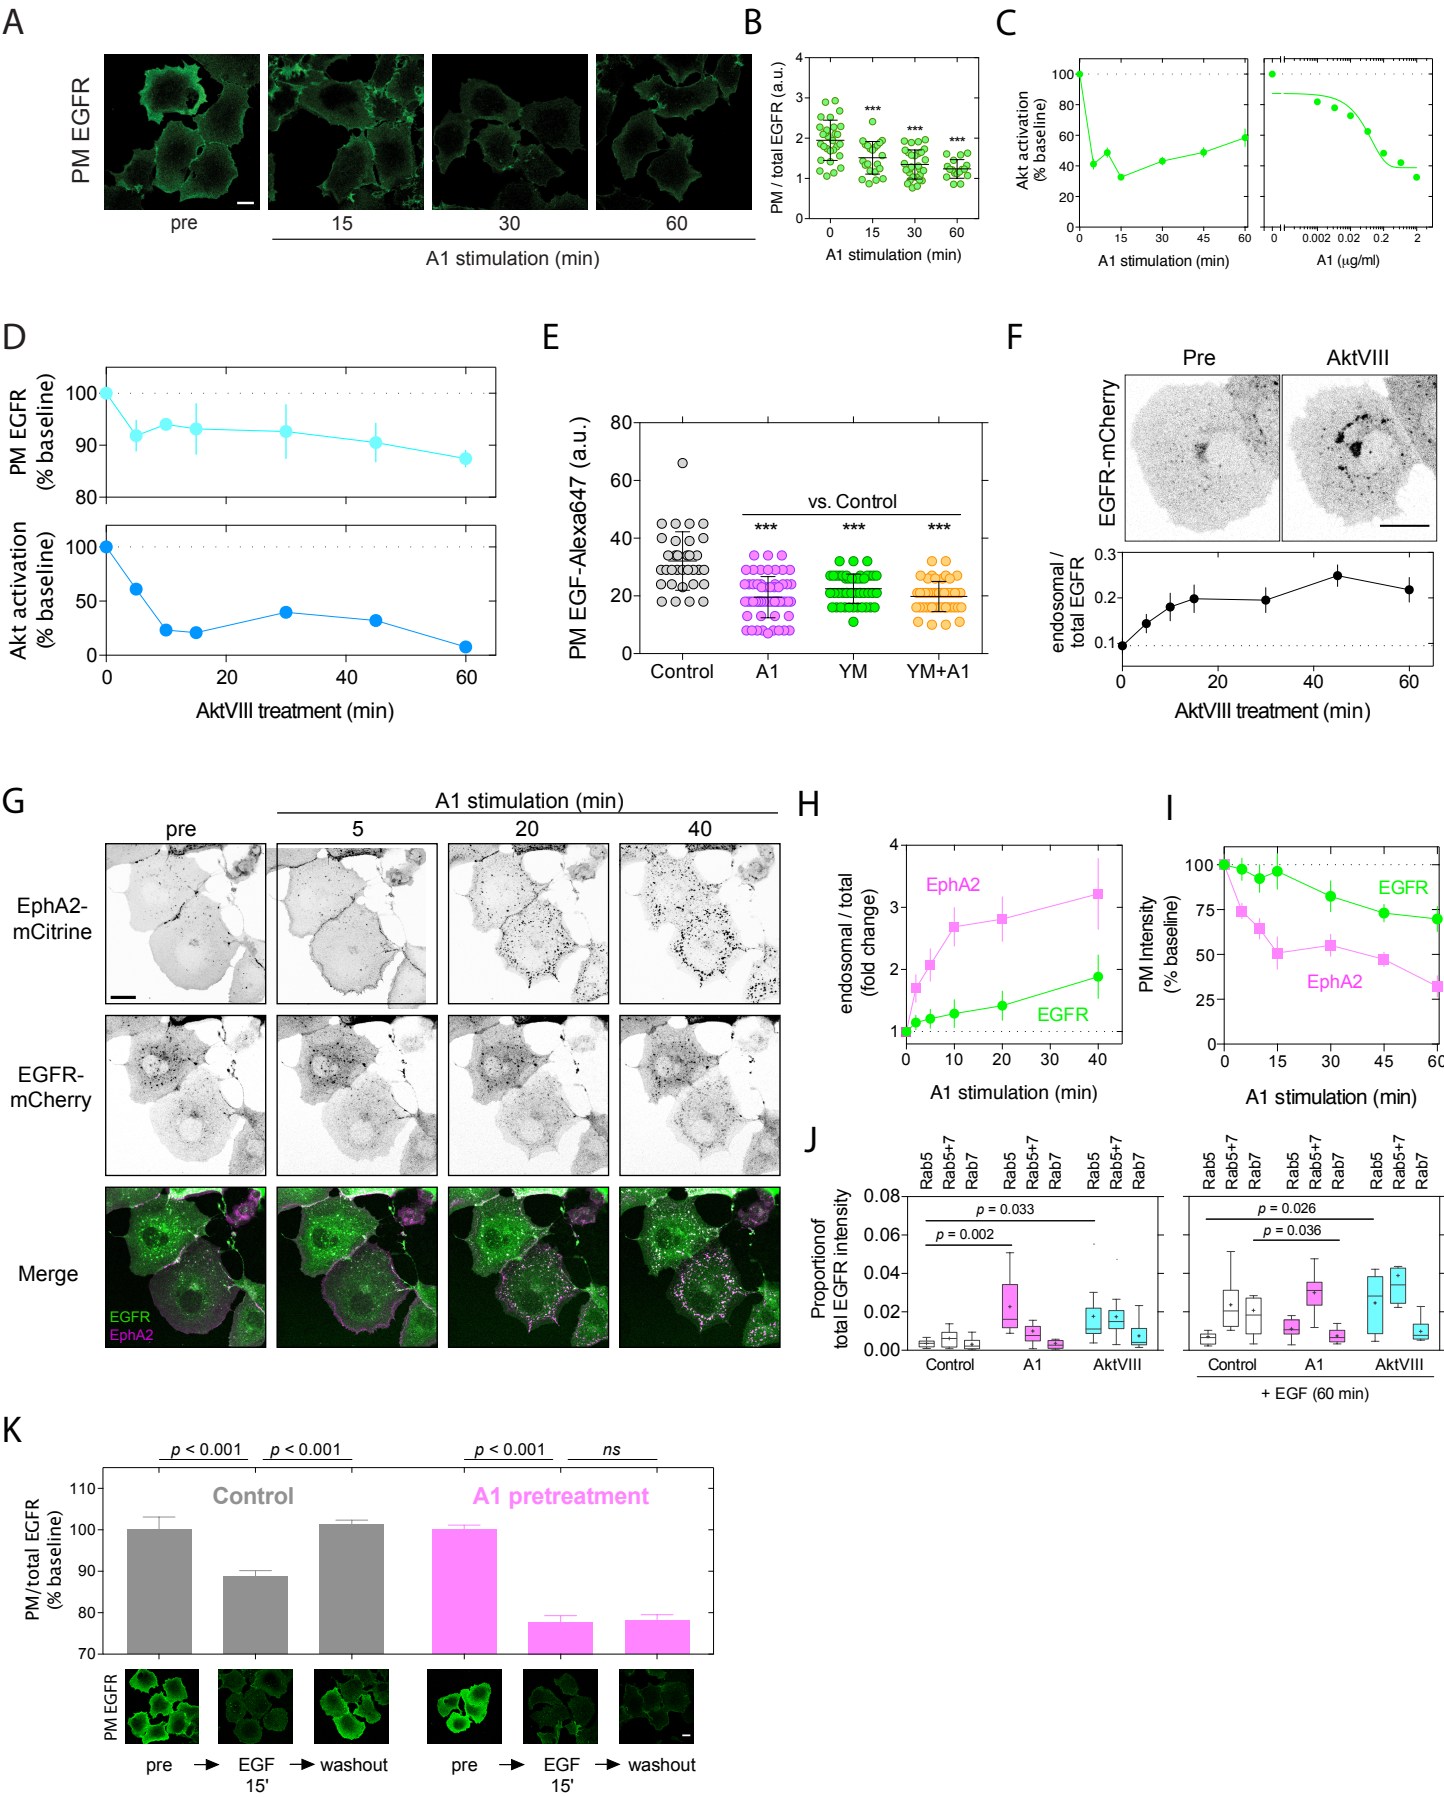 A
PM EGFR
pre
15
30
60
A1 stimulation (min)
B
PM / total EGFR (a.u.)
4
3
2
1
0
***
***
***
0
15
30
60
A1 stimulation (min)
C
Akt activation
(% baseline)
100
80
60
40
20
0
0
15
30
45
60
A1 stimulation (min)
0
0.002
0.02
0.2
2
A1 (μg/ml)
D
PM EGFR
(% baseline)
100
90
80
Akt activation
(% baseline)
100
50
0
0
20
40
60
AktVIII treatment (min)
E
PM EGF-Alexa647 (a.u.)
80
60
40
20
0
vs. Control
***
***
***
Control
A1
YM
YM+A1
F
Pre
AktVIII
EGFR-mCherry
endosomal /
total EGFR
0.3
0.2
0.1
0
20
40
60
AktVIII treatment (min)
G
A1 stimulation (min)
pre
5
20
40
EphA2-
mCitrine
EGFR-
mCherry
Merge
EGFR
EphA2
H
endosomal / total
(fold change)
4
3
2
1
EphA2
EGFR
0
10
20
30
40
A1 stimulation (min)
I
PM Intensity
(% baseline)
100
75
50
25
0
EGFR
EphA2
0
15
30
45
60
A1 stimulation (min)
J
Proportion of
total EGFR intensity
0.08
0.06
0.04
0.02
0.00
Rab5
Rab5+7
Rab7
Rab5
Rab5+7
Rab7
Rab5
Rab5+7
Rab7
p = 0.033
p = 0.002
Control
A1
AktVIII
Rab5
Rab5+7
Rab7
Rab5
Rab5+7
Rab7
Rab5
Rab5+7
Rab7
p = 0.026
p = 0.036
Control
A1
AktVIII
+ EGF (60 min)
K
p < 0.001
p < 0.001
p < 0.001
ns
PM/total EGFR
(% baseline)
110
100
90
80
70
Control
A1 pretreatment
PM EGFR
pre
EGF
15'
washout
pre
EGF
15'
washout